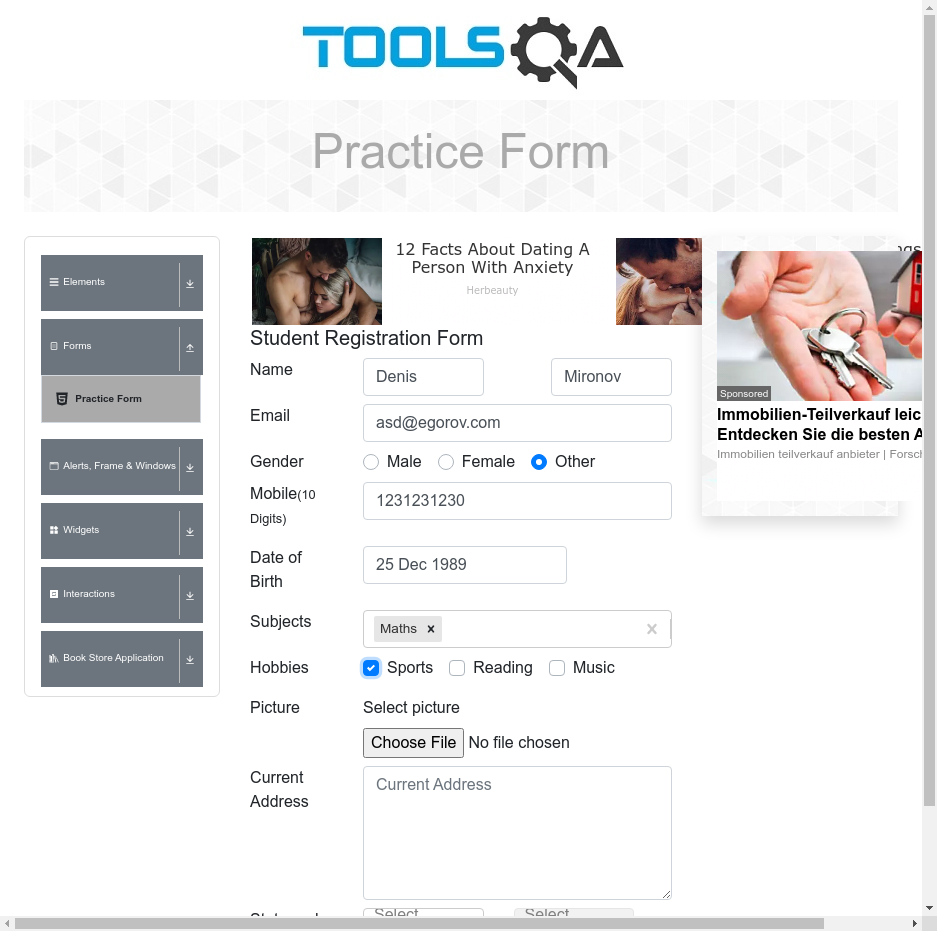 TOOLSQA
Practice Form
Elements
Forms
Practice Form
Alerts, Frame & Windows
Widgets
Interactions
Book Store Application
12 Facts About Dating A
Person With Anxiety
Herbeauty
Sponsored
Immobilien-Teilverkauf leic
Entdecken Sie die besten A
Immobilien teilverkauf anbieter | Forsch
Student Registration Form
Name
Denis
Mironov
Email
asd@egorov.com
Gender
Male
Female
Other
Mobile(10
Digits)
1231231230
Date of
Birth
25 Dec 1989
Subjects
Maths
Hobbies
Sports
Reading
Music
Picture
Select picture
Choose File No file chosen
Current
Address
Current Address
Select
Select